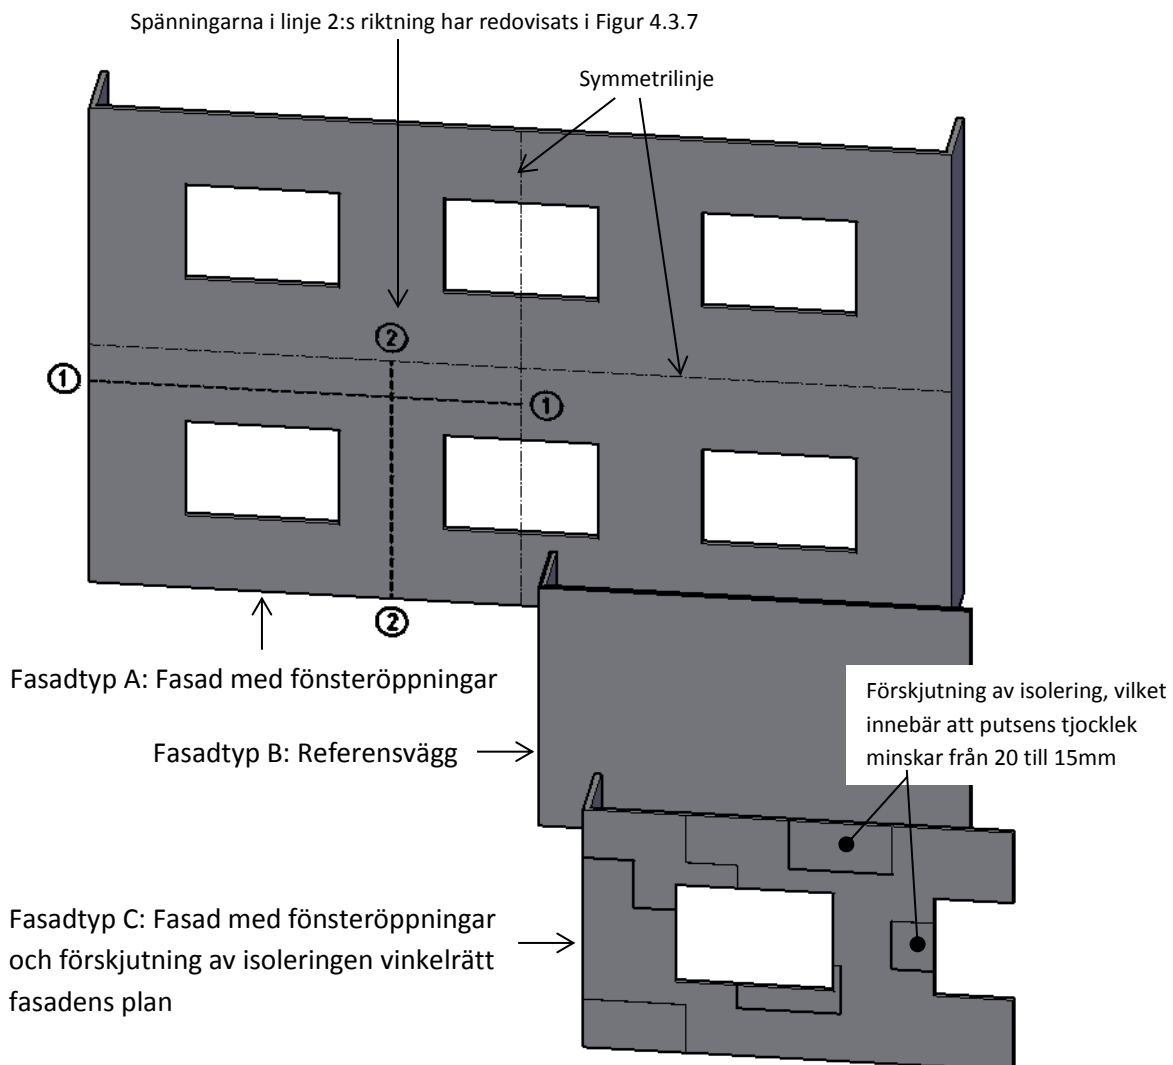 Spänningarna i linje 2:s riktning har redovisats i Figur 4.3.7
Symmetrilinje
2
1
1
2
Fasadtyp A: Fasad med fönsteröppningar
Förskjutning av isolering, vilket
innebär att putsens tjocklek
minskar från 20 till 15mm
Fasadtyp B: Referensvägg
Fasadtyp C: Fasad med fönsteröppningar
och förskjutning av isoleringen vinkelrätt
fasadens plan